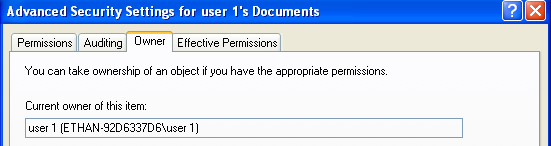 Advanced Security Settings for user 1's Documents
Permissions Auditing Owner Effective Permissions
You can take ownership of an object if you have the appropriate permissions.
Current owner of this item:
user 1 (ETHAN-92D6337D6\user 1)